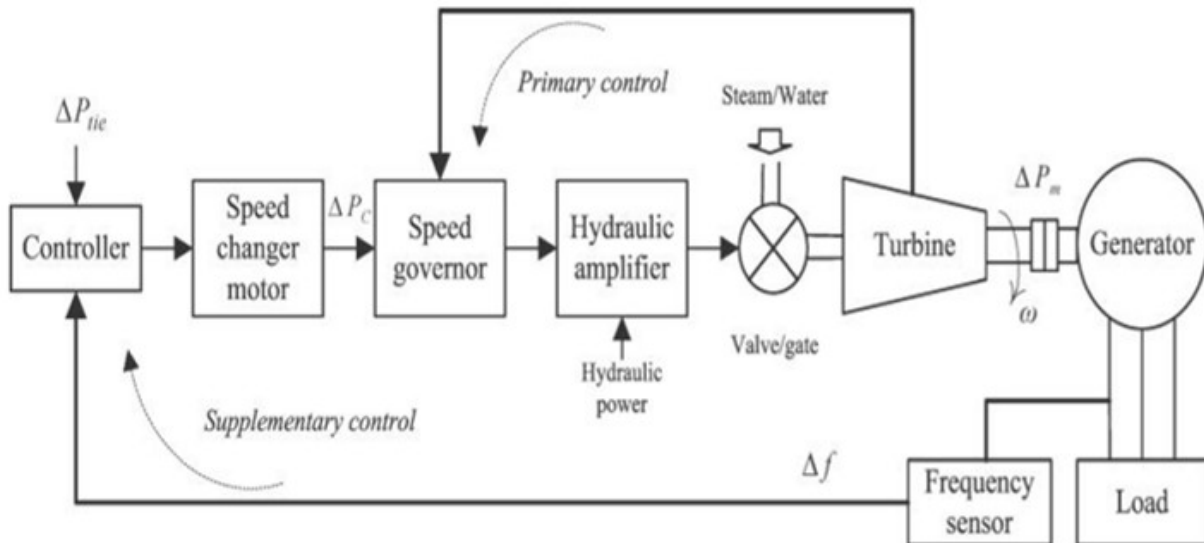 Primary control
Steam/Water
ΔP_tie
ΔP_m
Controller
Speed
changer
motor
ΔP_C
Speed
governor
Hydraulic
amplifier
Turbine
Generator
ω
Valve/gate
Hydraulic
power
Supplementary control
Δf
Frequency
sensor
Load